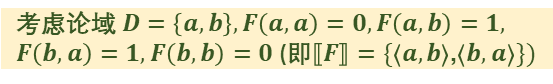 考虑论域 D = {a, b}, F(a, a) = 0, F(a, b) = 1,
F(b, a) = 1, F(b, b) = 0 (即⟦F⟧ = {⟨a, b⟩,⟨b, a⟩})